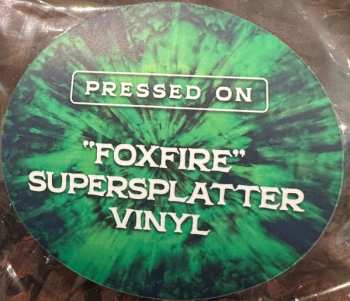 PRESSED ON
"FOXFIRE"
SUPERSPLATTER
VINYL